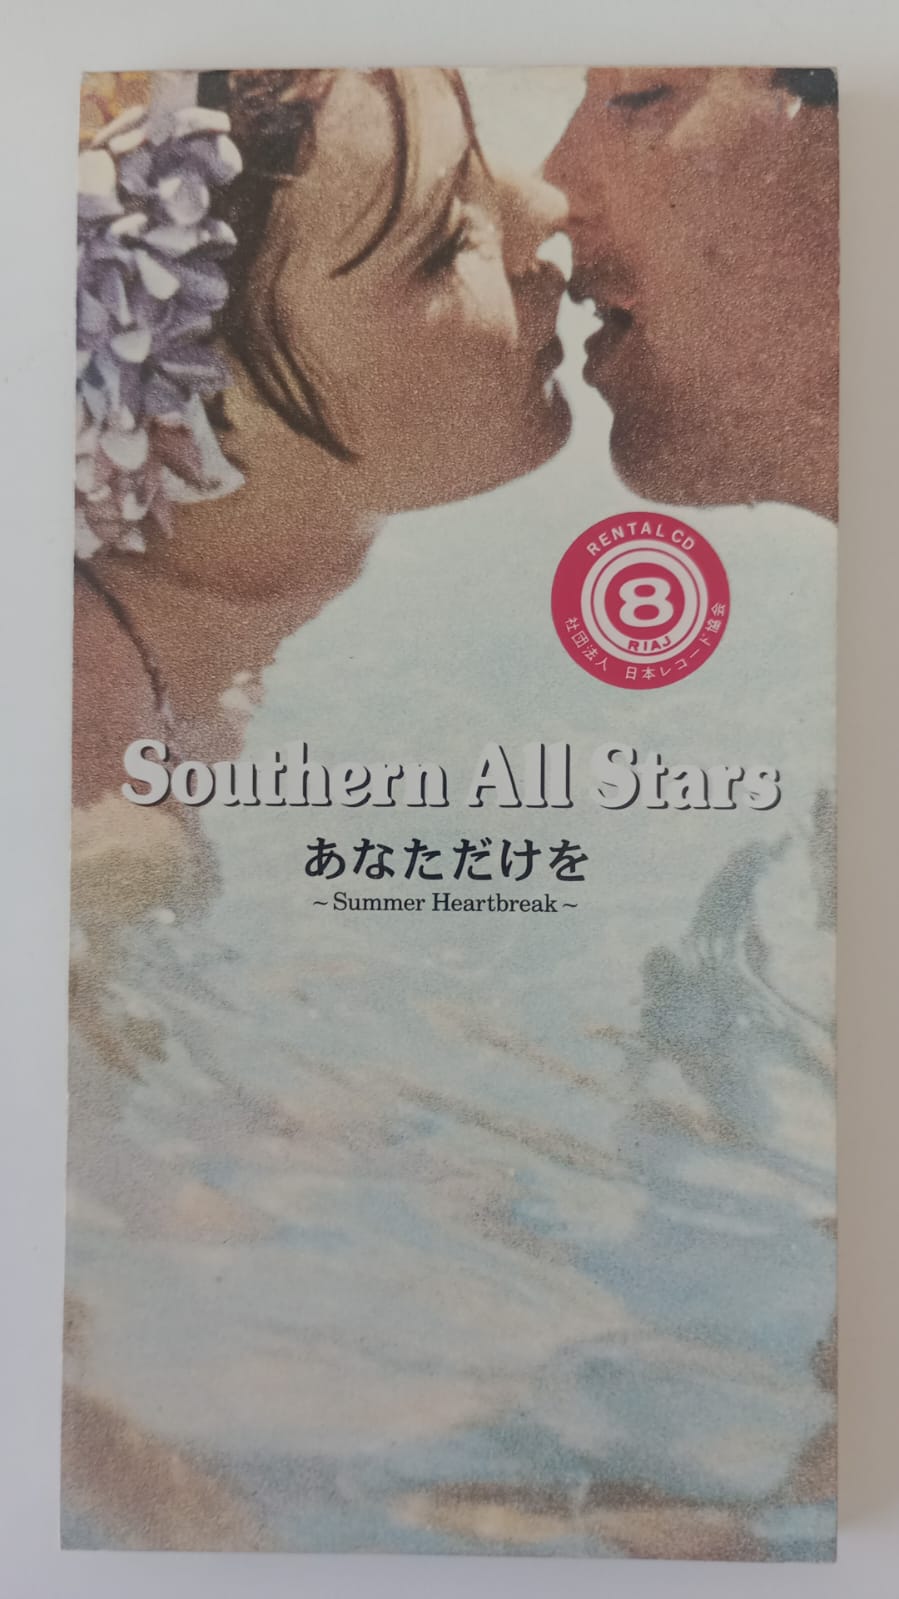 RENTAL CD
8
RIAJ
社団法人 日本レコード協会
Southern All Stars
あなただけを
~Summer Heartbreak~